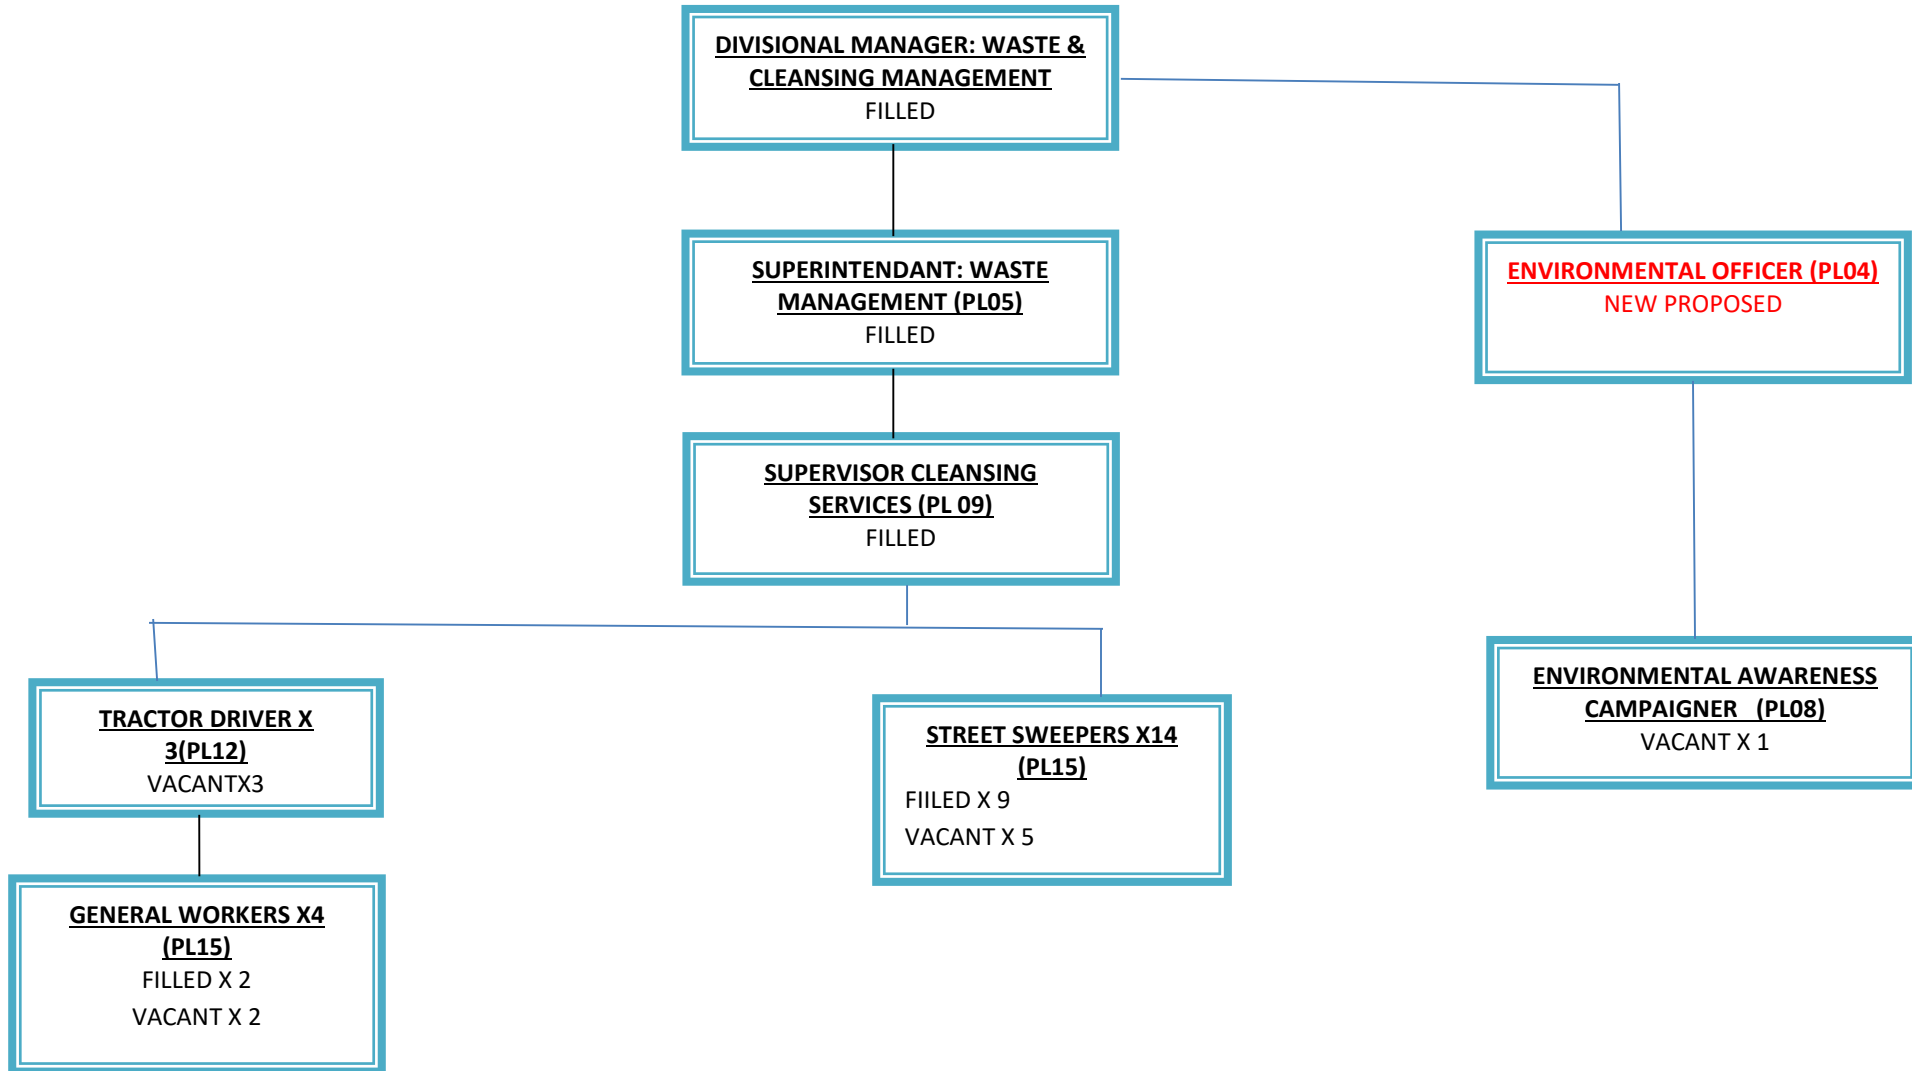 DIVISIONAL MANAGER: WASTE &
CLEANSING MANAGEMENT
FILLED
SUPERINTENDANT: WASTE
MANAGEMENT (PL05)
FILLED
ENVIRONMENTAL OFFICER (PL04)
NEW PROPOSED
SUPERVISOR CLEANSING
SERVICES (PL 09)
FILLED
TRACTOR DRIVER X
3(PL12)
VACANTX3
STREET SWEEPERS X14
(PL15)
FIILED X 9
VACANT X 5
ENVIRONMENTAL AWARENESS
CAMPAIGNER (PL08)
VACANT X 1
GENERAL WORKERS X4
(PL15)
FILLED X 2
VACANT X 2